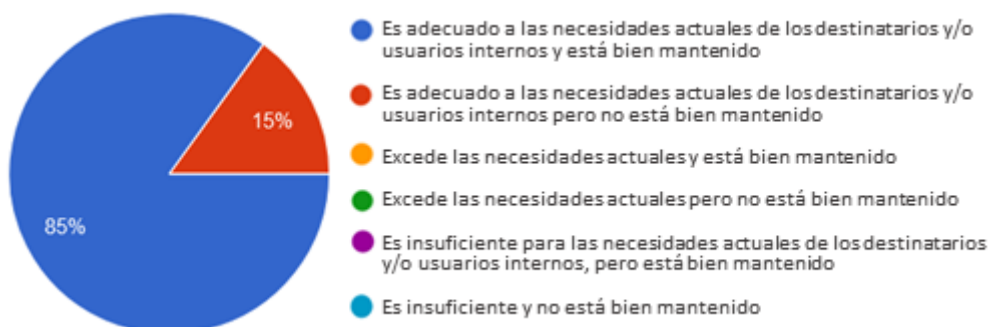 85%
15%
Es adecuado a las necesidades actuales de los destinatarios y/o
usuarios internos y está bien mantenido
Es adecuado a las necesidades actuales de los destinatarios y/o
usuarios internos pero no está bien mantenido
Excede las necesidades actuales y está bien mantenido
Excede las necesidades actuales pero no está bien mantenido
Es insuficiente para las necesidades actuales de los destinatarios
y/o usuarios internos, pero está bien mantenido
Es insuficiente y no está bien mantenido